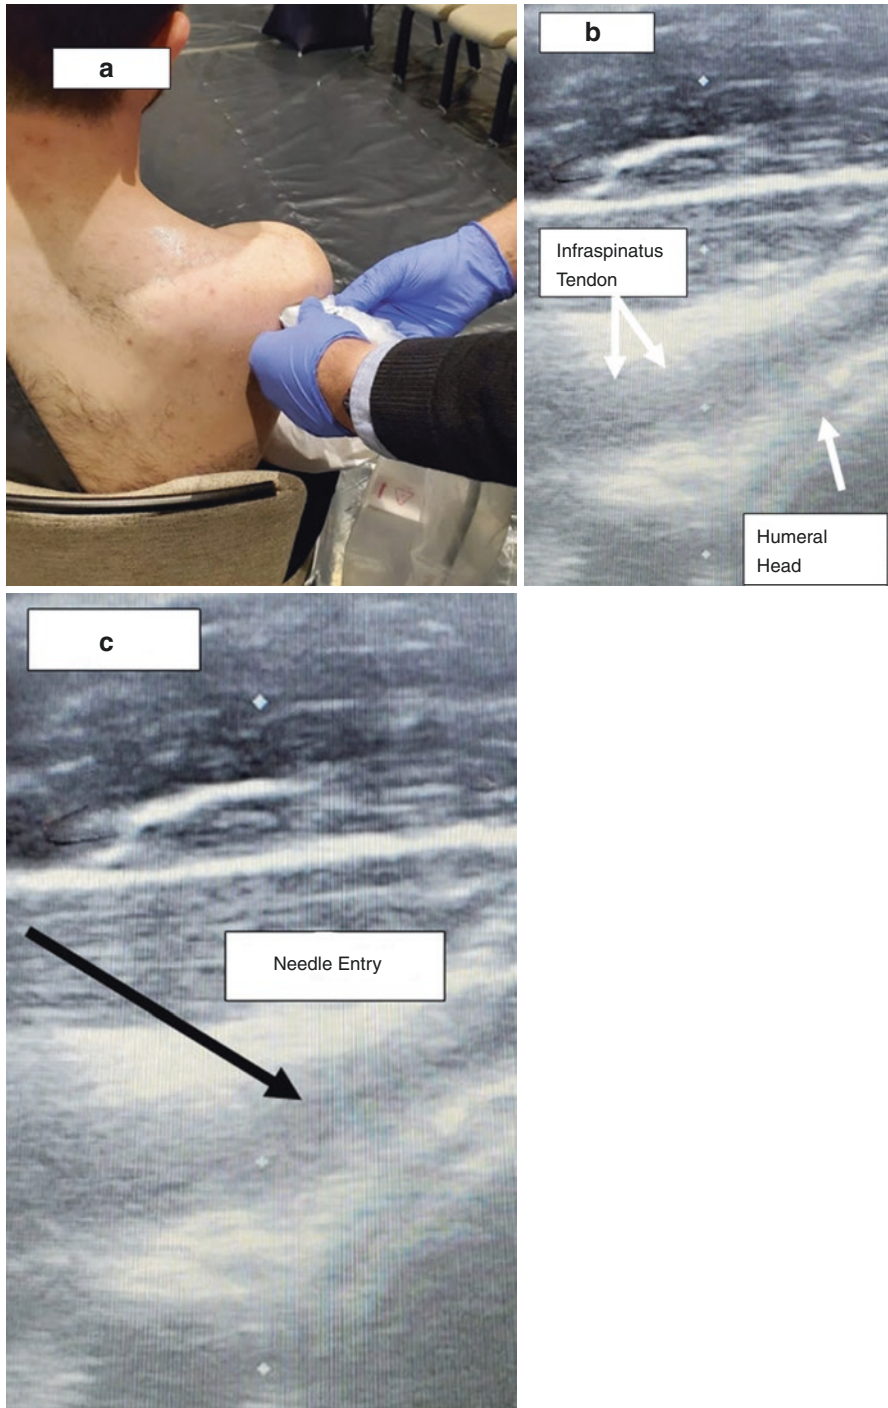 a
b
Infraspinatus
Tendon
Humeral
Head
c
Needle Entry